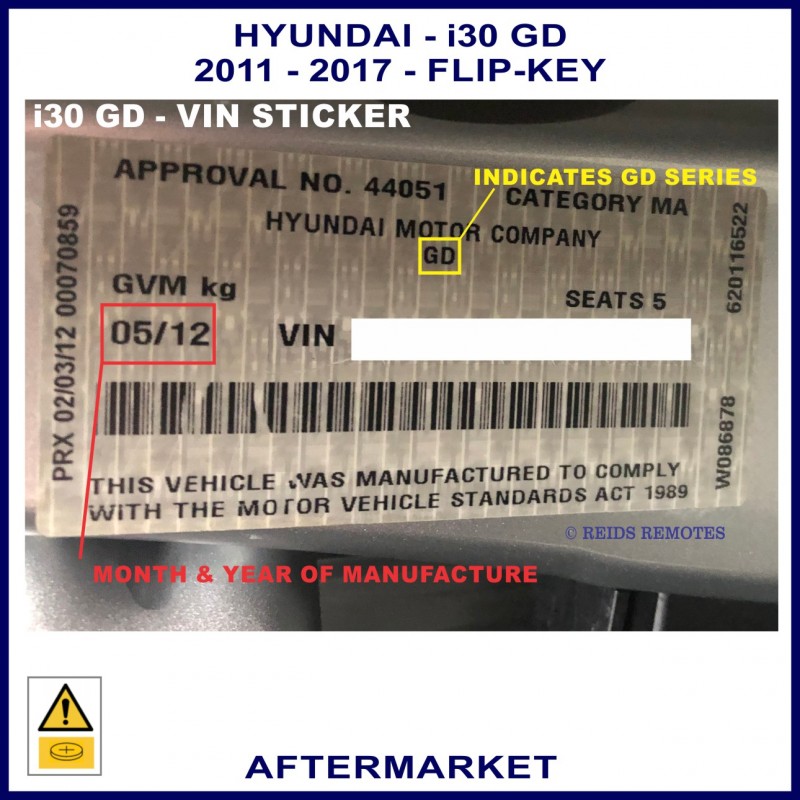 HYUNDAI - i30 GD
2011 - 2017 - FLIP-KEY
i30 GD - VIN STICKER
APPROVAL NO. 44051
INDICATES GD SERIES
CATEGORY MA
HYUNDAI MOTOR COMPANY
GD
GVM kg
SEATS 5
05/12
VIN
PRX 02/03/12 00070859
620116522
W086878
THIS VEHICLE WAS MANUFACTURED TO COMPLY
WITH THE MOTOR VEHICLE STANDARDS ACT 1989
© REIDS REMOTES
MONTH & YEAR OF MANUFACTURE
AFTERMARKET